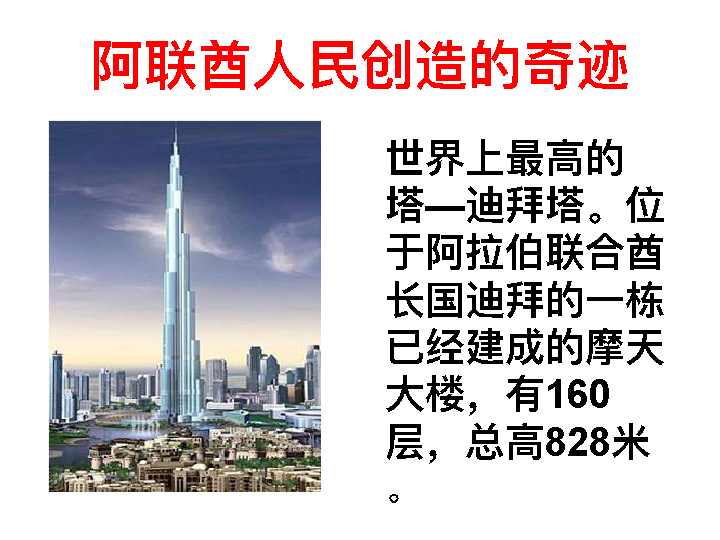 阿联酋人民创造的奇迹
世界上最高的
塔—迪拜塔。位
于阿拉伯联合酋
长国迪拜的一栋
已经建成的摩天
大楼，有160
层，总高828米
。